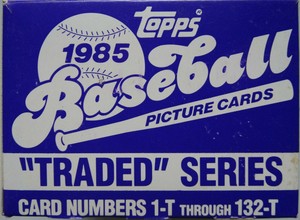 Topps
1985
Baseball
PICTURE CARDS
"TRADED" SERIES
CARD NUMBERS 1-T THROUGH 132-T